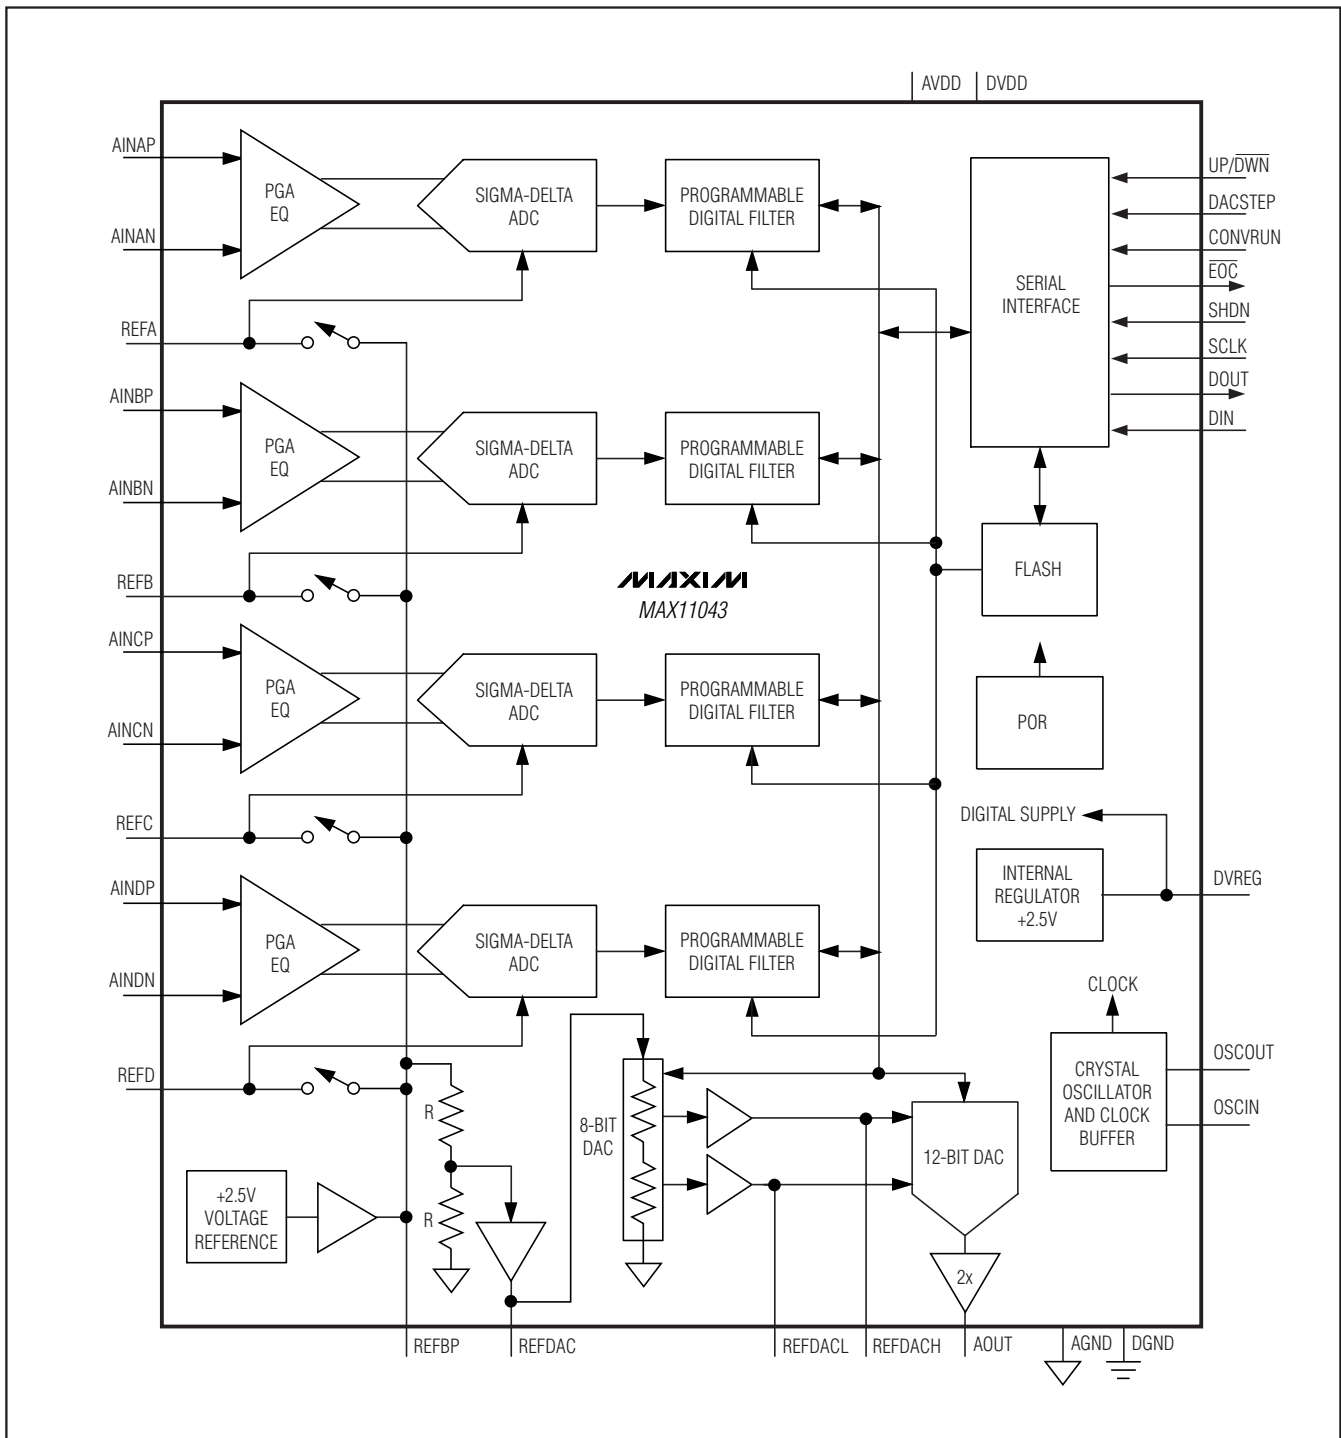 AVDD
DVDD
AINAP
PGA
EQ
SIGMA-DELTA
ADC
PROGRAMMABLE
DIGITAL FILTER
AINAN
REFA
SERIAL
INTERFACE
UP/D̅W̅N̅
DACSTEP
CONVRUN
E̅O̅C̅
SHDN
SCLK
DOUT
DIN
AINBP
PGA
EQ
SIGMA-DELTA
ADC
PROGRAMMABLE
DIGITAL FILTER
AINBN
REFB
MAXIM
MAX11043
FLASH
AINCP
PGA
EQ
SIGMA-DELTA
ADC
PROGRAMMABLE
DIGITAL FILTER
AINCN
REFC
POR
DIGITAL SUPPLY
INTERNAL
REGULATOR
+2.5V
DVREG
AINDP
PGA
EQ
SIGMA-DELTA
ADC
PROGRAMMABLE
DIGITAL FILTER
AINDN
REFD
CLOCK
CRYSTAL
OSCILLATOR
AND CLOCK
BUFFER
OSCOUT
OSCIN
R
R
8-BIT
DAC
12-BIT DAC
2x
+2.5V
VOLTAGE
REFERENCE
REFBP
REFDAC
REFDACL
REFDACH
AOUT
AGND
DGND